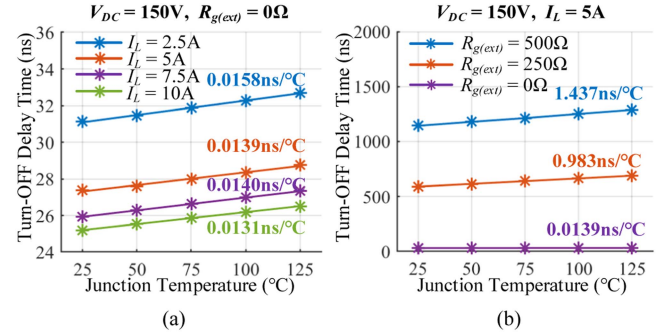 V_DC = 150V, R_g(ext) = 0Ω
Turn-OFF Delay Time (ns)
36
34
32
30
28
26
24
I_L = 2.5A
I_L = 5A
I_L = 7.5A
I_L = 10A
0.0158ns/°C
0.0139ns/°C
0.0140ns/°C
0.0131ns/°C
25 50 75 100 125
Junction Temperature (°C)
(a)
V_DC = 150V, I_L = 5A
Turn-OFF Delay Time (ns)
2000
1500
1000
500
0
R_g(ext) = 500Ω
R_g(ext) = 250Ω
R_g(ext) = 0Ω
1.437ns/°C
0.983ns/°C
0.0139ns/°C
25 50 75 100 125
Junction Temperature (°C)
(b)